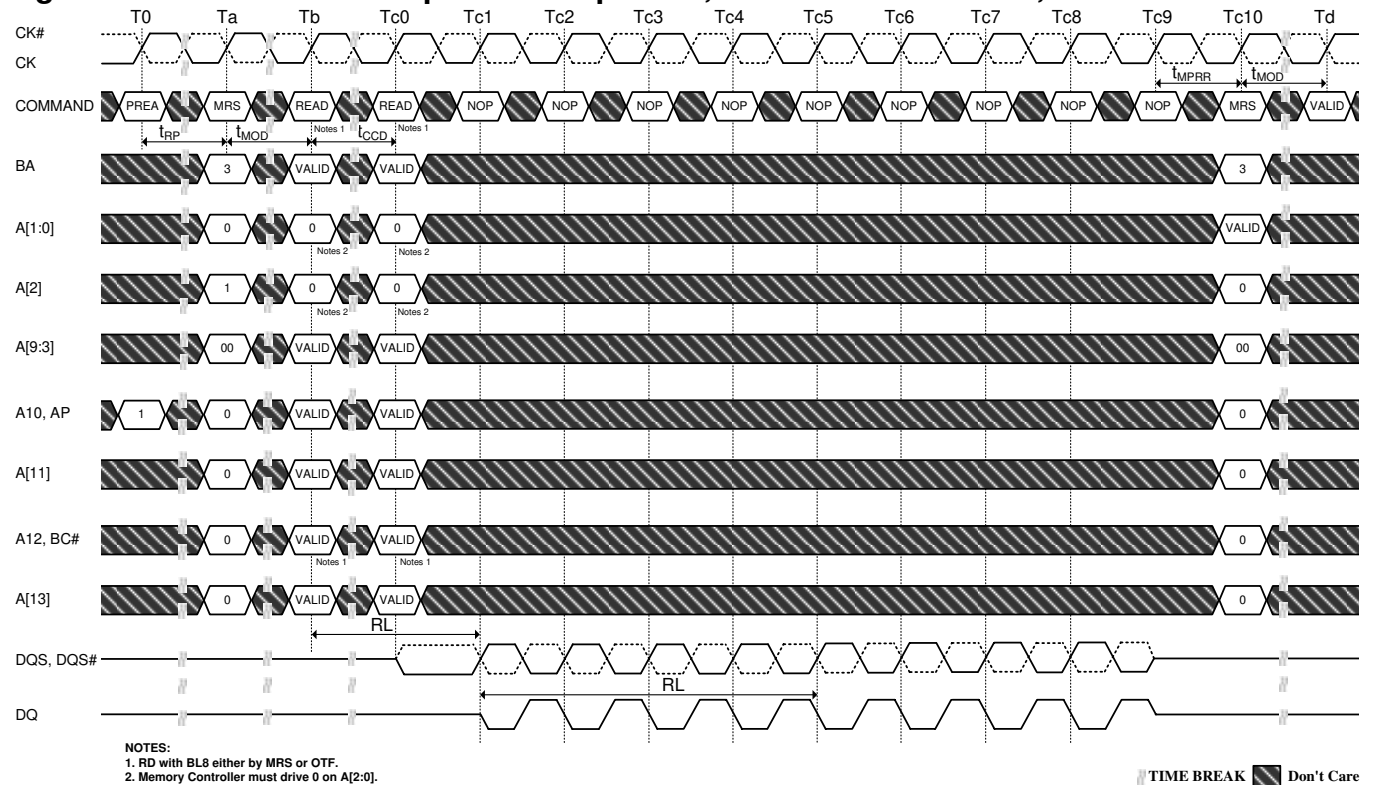 T0 Ta Tb Tc0 Tc1 Tc2 Tc3 Tc4 Tc5 Tc6 Tc7 Tc8 Tc9 Tc10 Td
CK#
CK
tMPRR tMOD
COMMAND PREA MRS READ READ NOP NOP NOP NOP NOP NOP NOP NOP NOP MRS VALID
Notes 1 Notes 1
tRP tMOD tCCD
BA 3 VALID VALID 3
A[1:0] 0 0 0 VALID
Notes 2 Notes 2
A[2] 1 0 0 0
Notes 2 Notes 2
A[9:3] 00 VALID VALID 00
A10, AP 1 0 VALID VALID 0
A[11] 0 VALID VALID 0
A12, BC# 0 VALID VALID 0
Notes 1 Notes 1
A[13] 0 VALID VALID 0
RL
DQS, DQS#
RL
DQ
NOTES:
1. RD with BL8 either by MRS or OTF.
2. Memory Controller must drive 0 on A[2:0].
TIME BREAK Don't Care